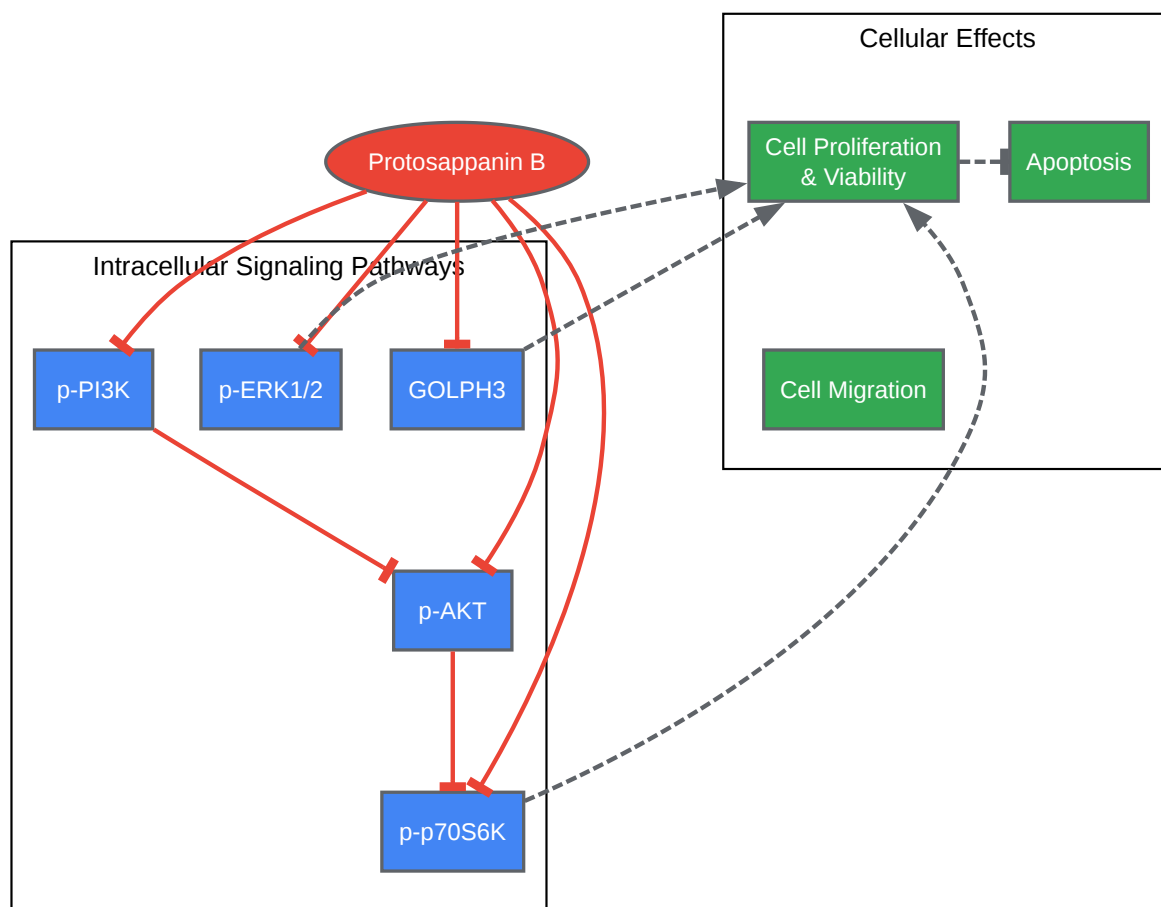 Cellular Effects
Protosappanin B
Cell Proliferation
& Viability
Apoptosis
Intracellular Signaling Pathways
p-PI3K
p-ERK1/2
GOLPH3
Cell Migration
p-AKT
p-p70S6K